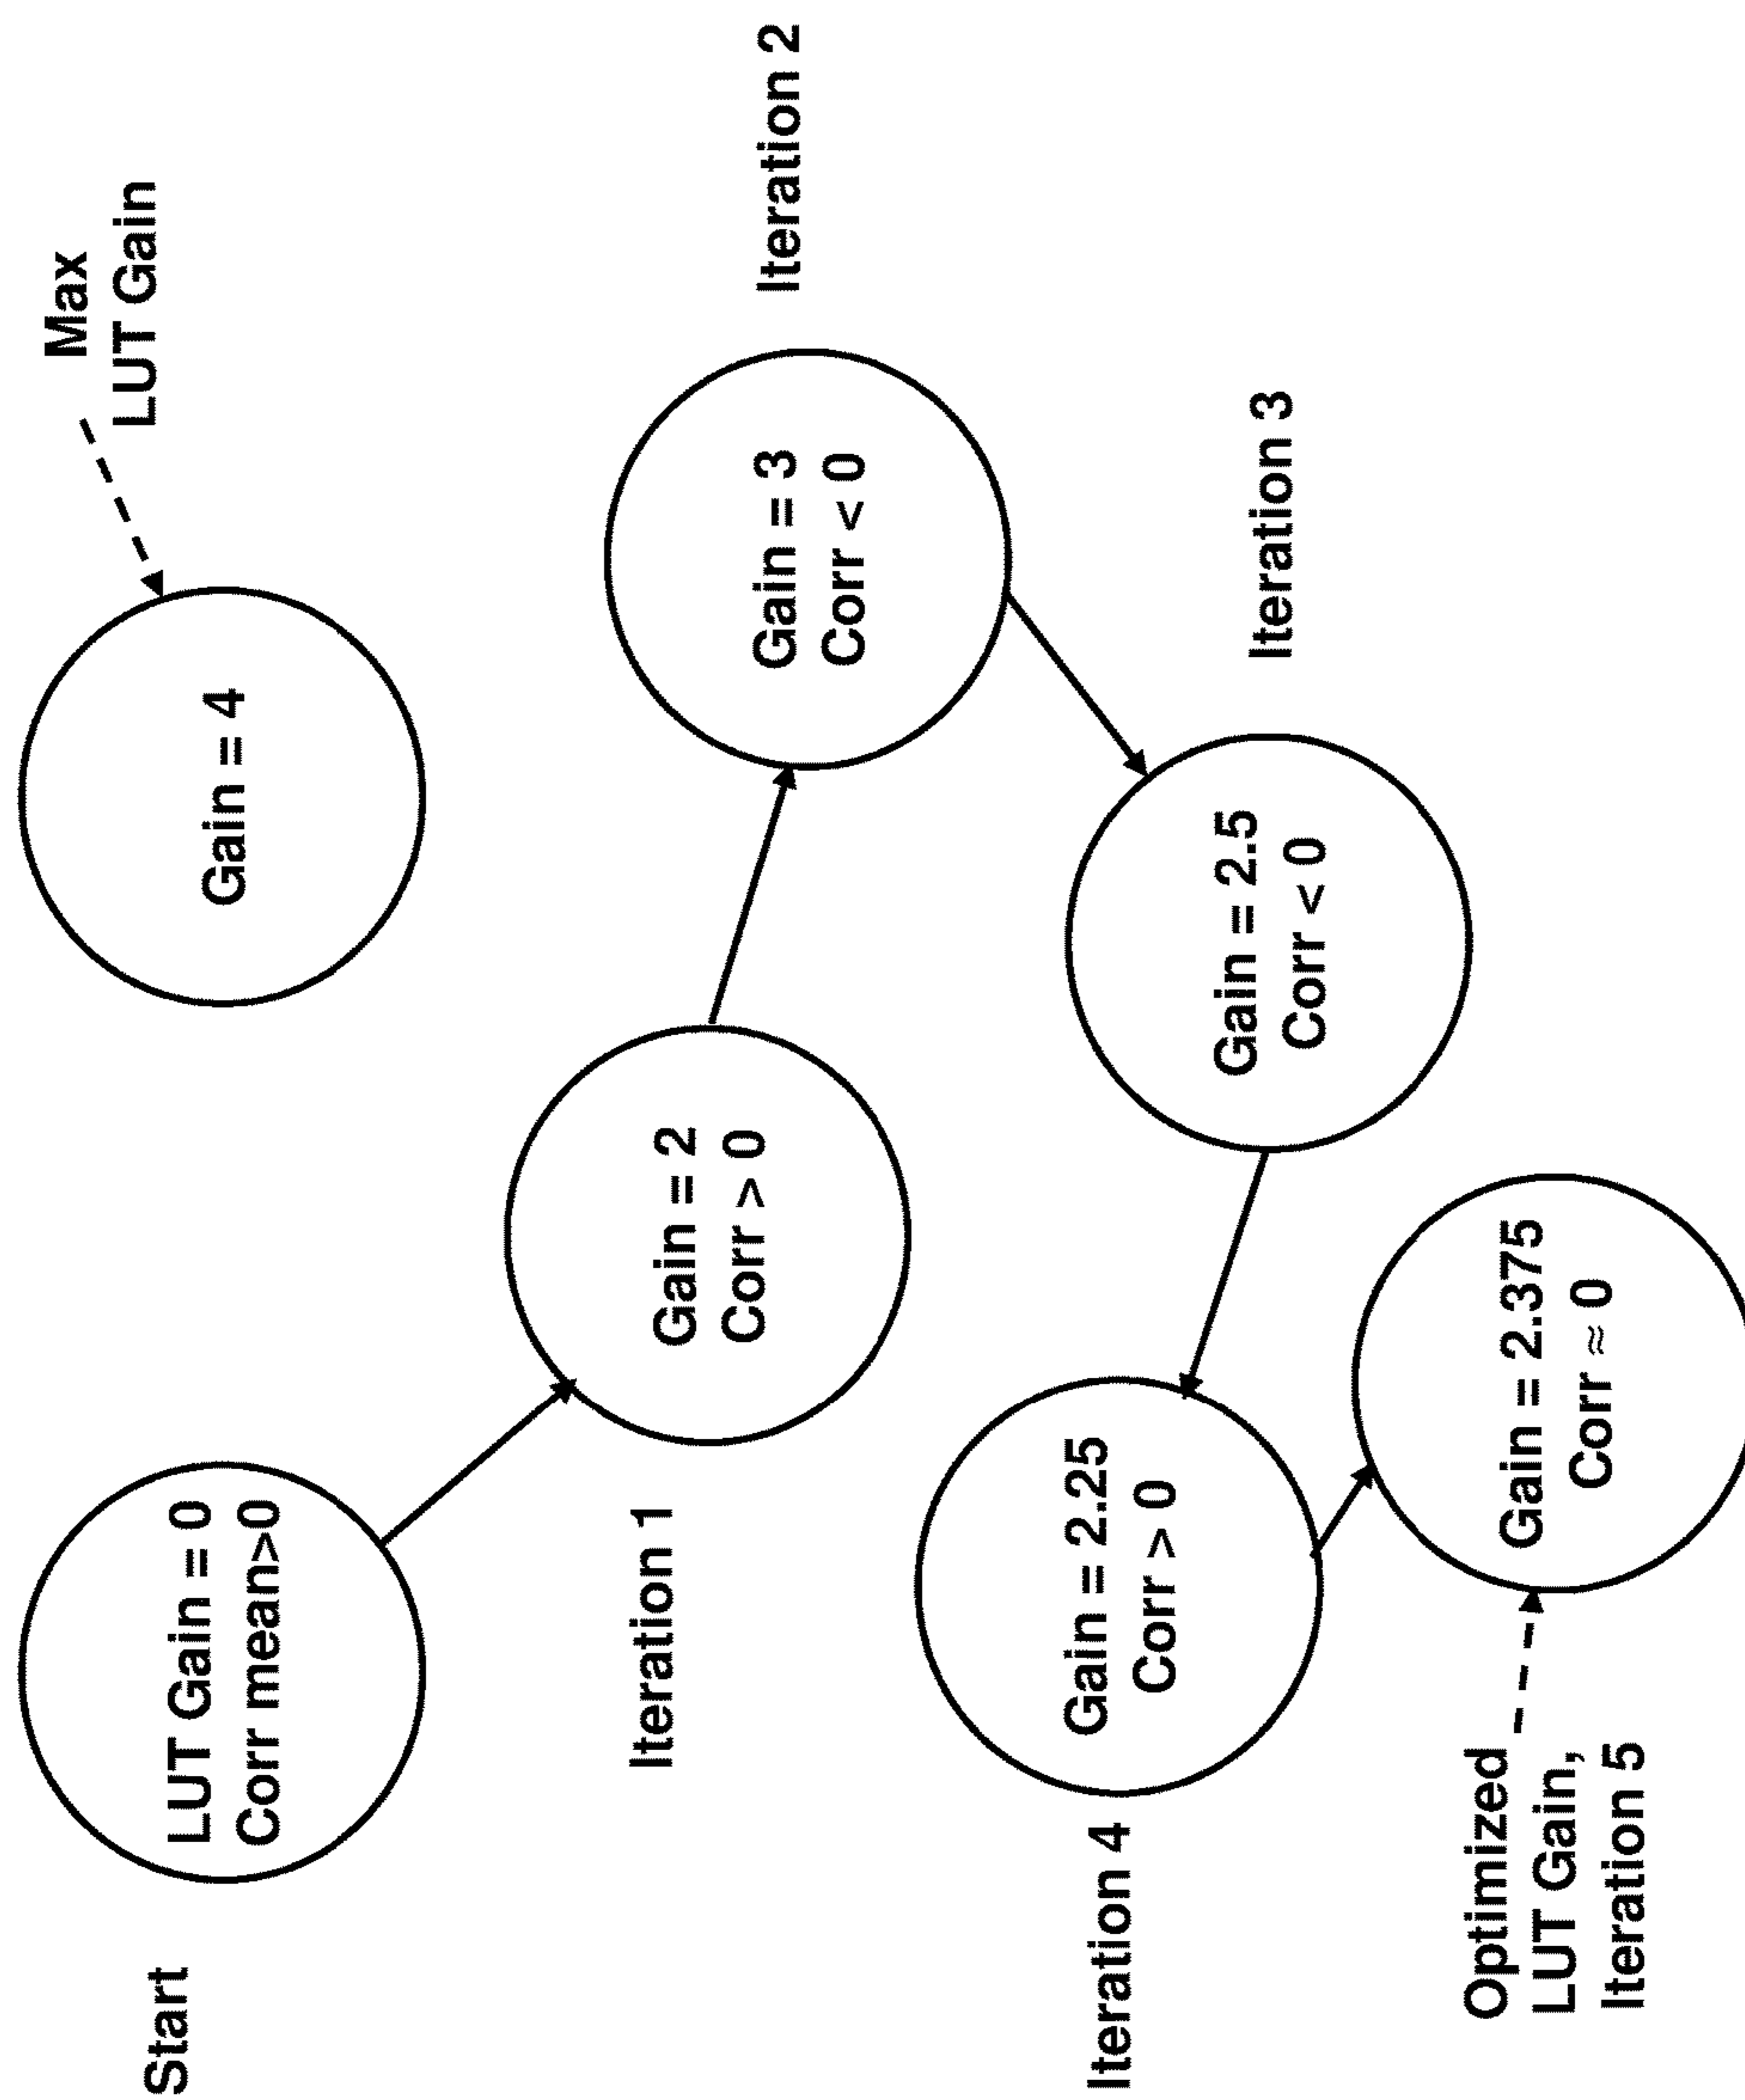 Start
LUT Gain = 0
Corr mean>0
Gain = 4
Max
LUT Gain
Iteration 1
Gain = 2
Corr > 0
Gain = 3
Corr < 0
Iteration 2
Iteration 4
Gain = 2.25
Corr > 0
Gain = 2.5
Corr < 0
Iteration 3
Optimized
LUT Gain,
Iteration 5
Gain = 2.375
Corr ≈ 0